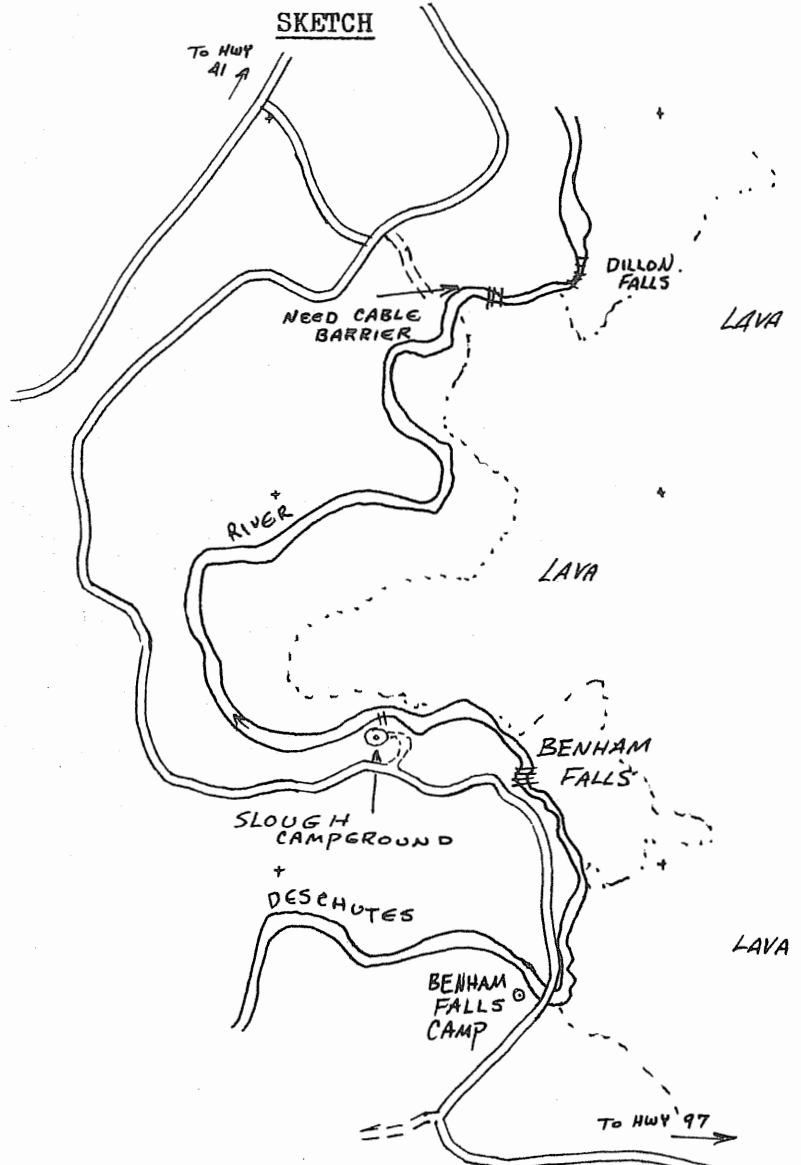 SKETCH
TO HWY
41
DILLON
FALLS
NEED CABLE
BARRIER
LAVA
RIVER
LAVA
BENHAM
FALLS
SLOUGH
CAMPGROUND
DESCHUTES
LAVA
BENHAM
FALLS
CAMP
TO HWY 97